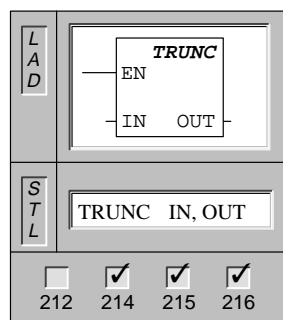 L
A
D
TRUNC
EN
IN OUT
S
T
L
TRUNC IN, OUT
212 214 215 216